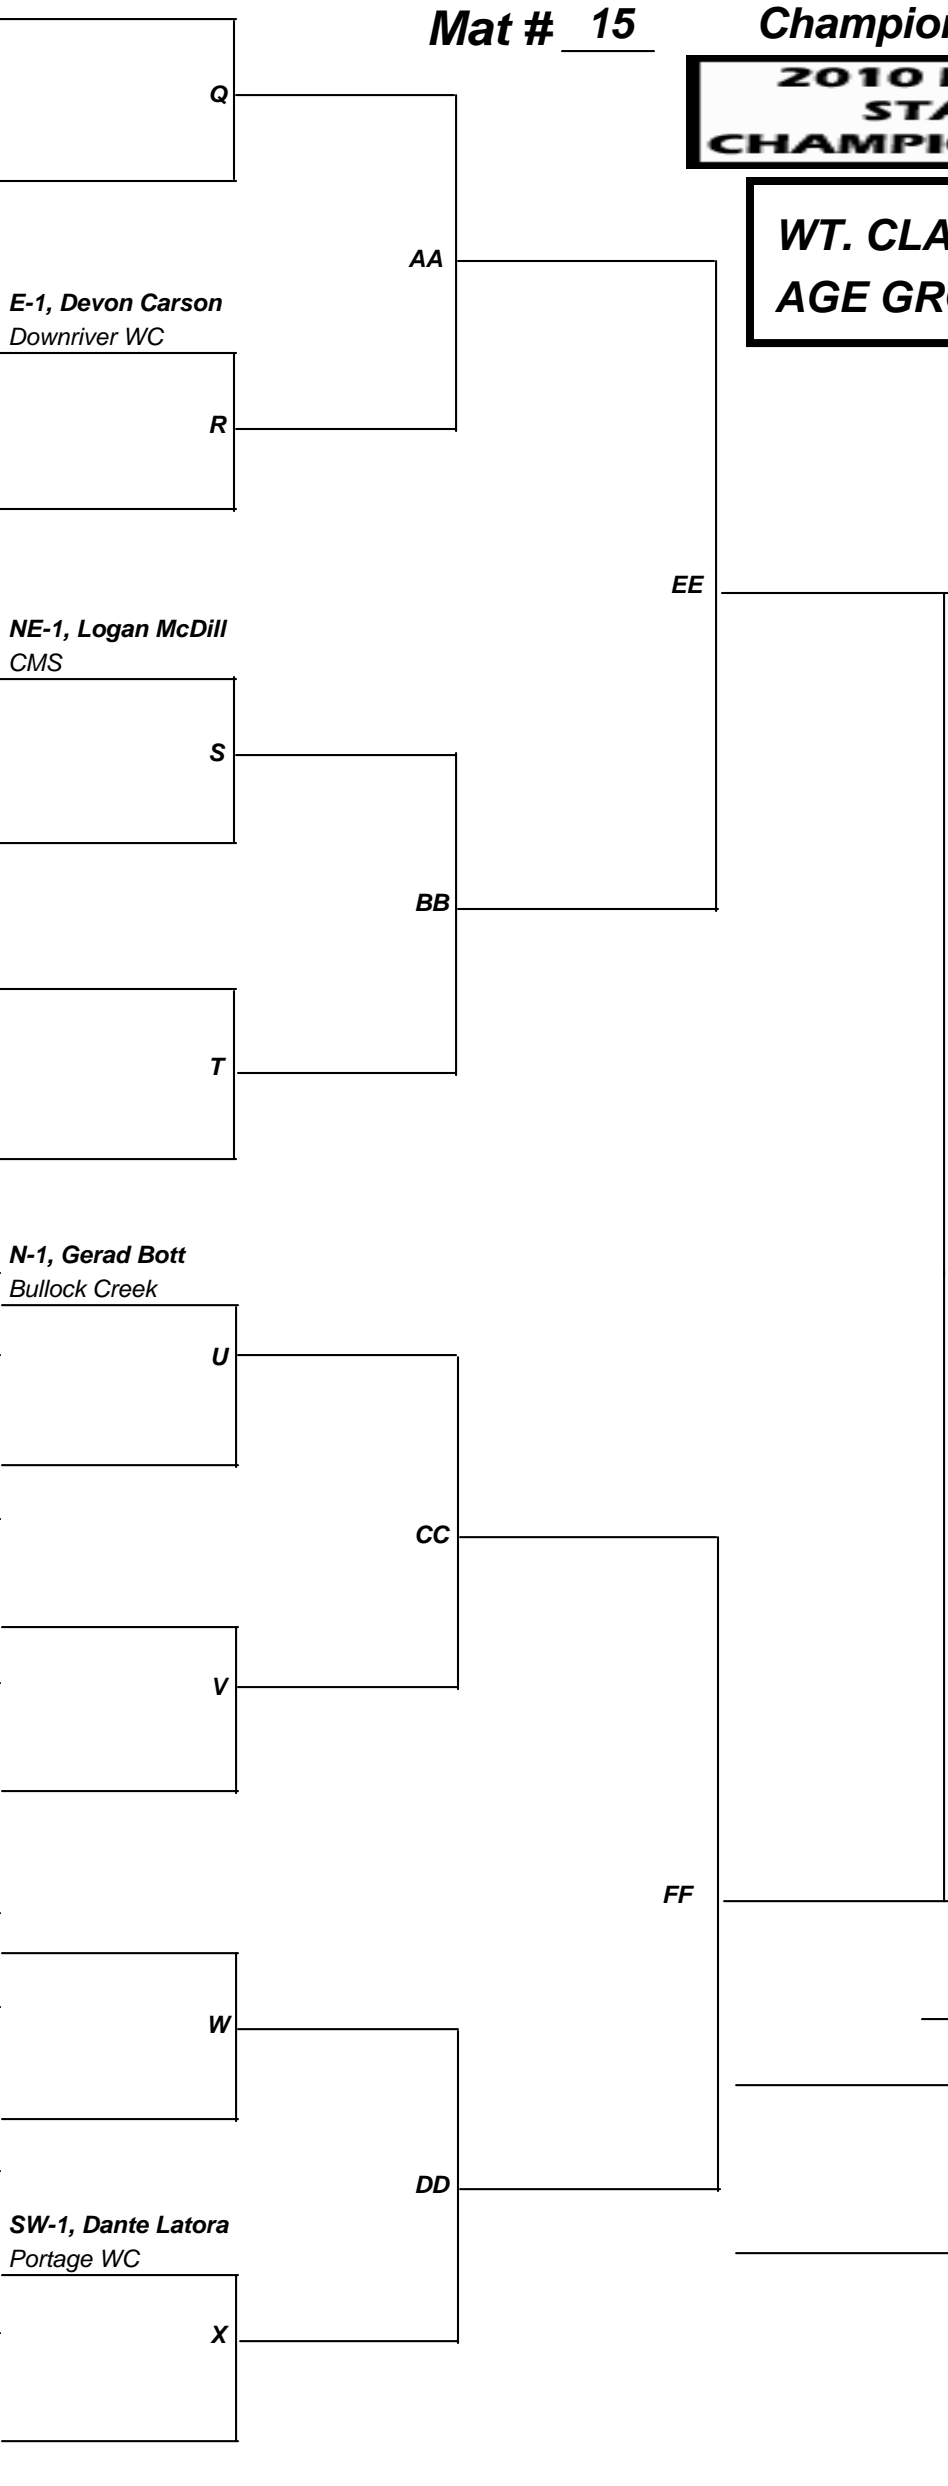 Mat # 15
Champion
2010
STA
CHAMPI
Q
WT. CLA
AA
AGE GR
E-1, Devon Carson
Downriver WC
R
EE
NE-1, Logan McDill
CMS
S
BB
T
N-1, Gerad Bott
Bullock Creek
U
CC
V
FF
W
DD
SW-1, Dante Latora
Portage WC
X